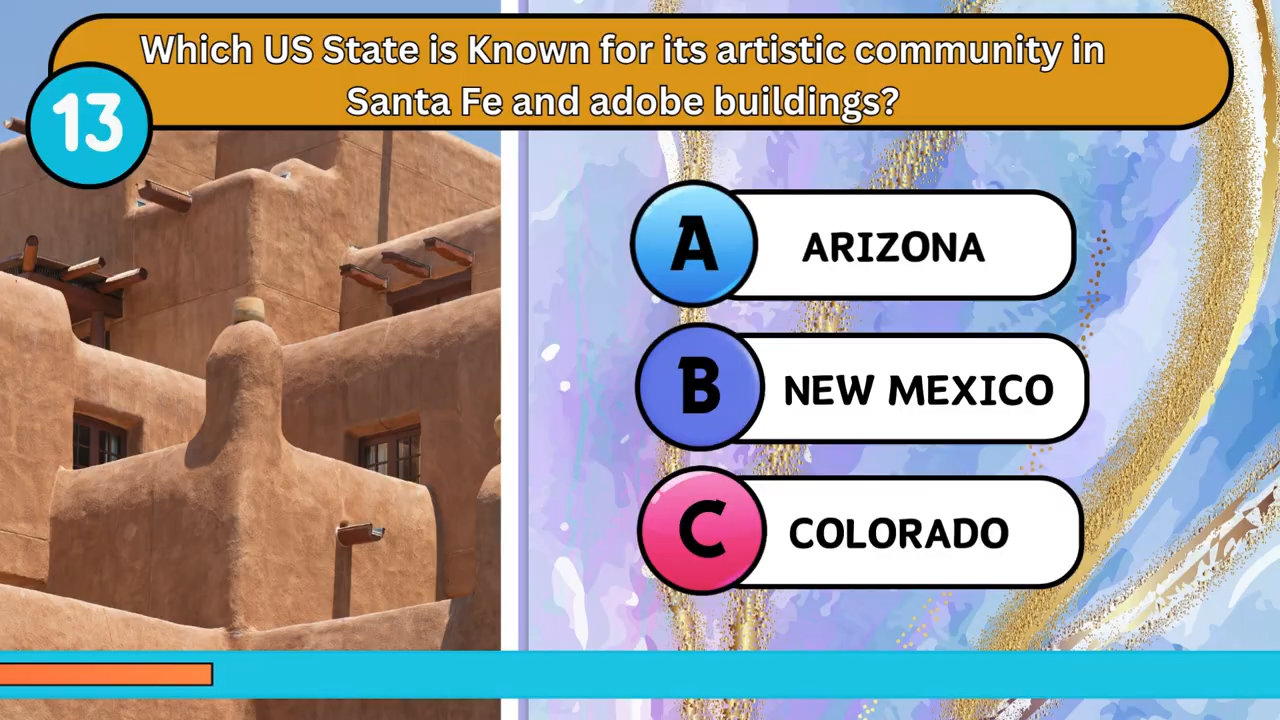 Which US State is Known for its artistic community in
Santa Fe and adobe buildings?
13
A
ARIZONA
B
NEW MEXICO
C
COLORADO